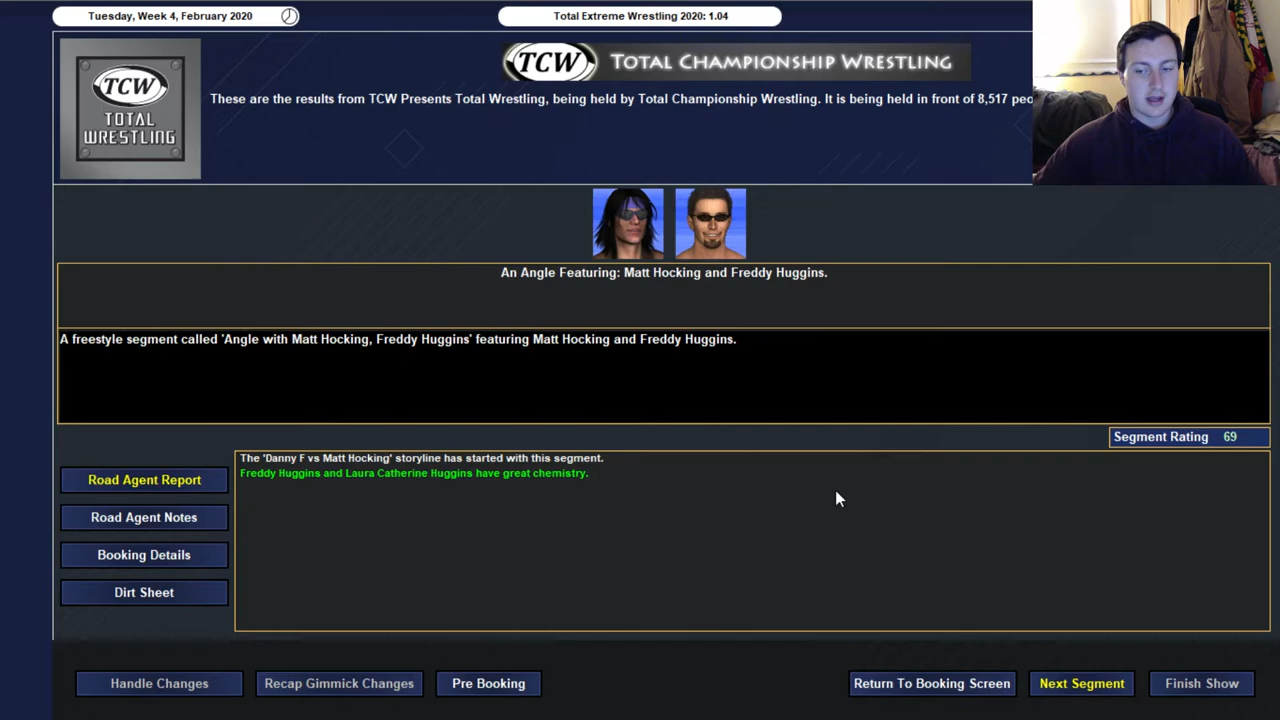 Tuesday, Week 4, February 2020
Total Extreme Wrestling 2020: 1.04
TCW
TOTAL
WRESTLING
TCW TOTAL CHAMPIONSHIP WRESTLING
These are the results from TCW Presents Total Wrestling, being held by Total Championship Wrestling. It is being held in front of 8,517
An Angle Featuring: Matt Hocking and Freddy Huggins.
A freestyle segment called 'Angle with Matt Hocking, Freddy Huggins' featuring Matt Hocking and Freddy Huggins.
Segment Rating 69
The 'Danny F vs Matt Hocking' storyline has started with this segment.
Freddy Huggins and Laura Catherine Huggins have great chemistry.
Road Agent Report
Road Agent Notes
Booking Details
Dirt Sheet
Handle Changes
Recap Gimmick Changes
Pre Booking
Return To Booking Screen
Next Segment
Finish Show